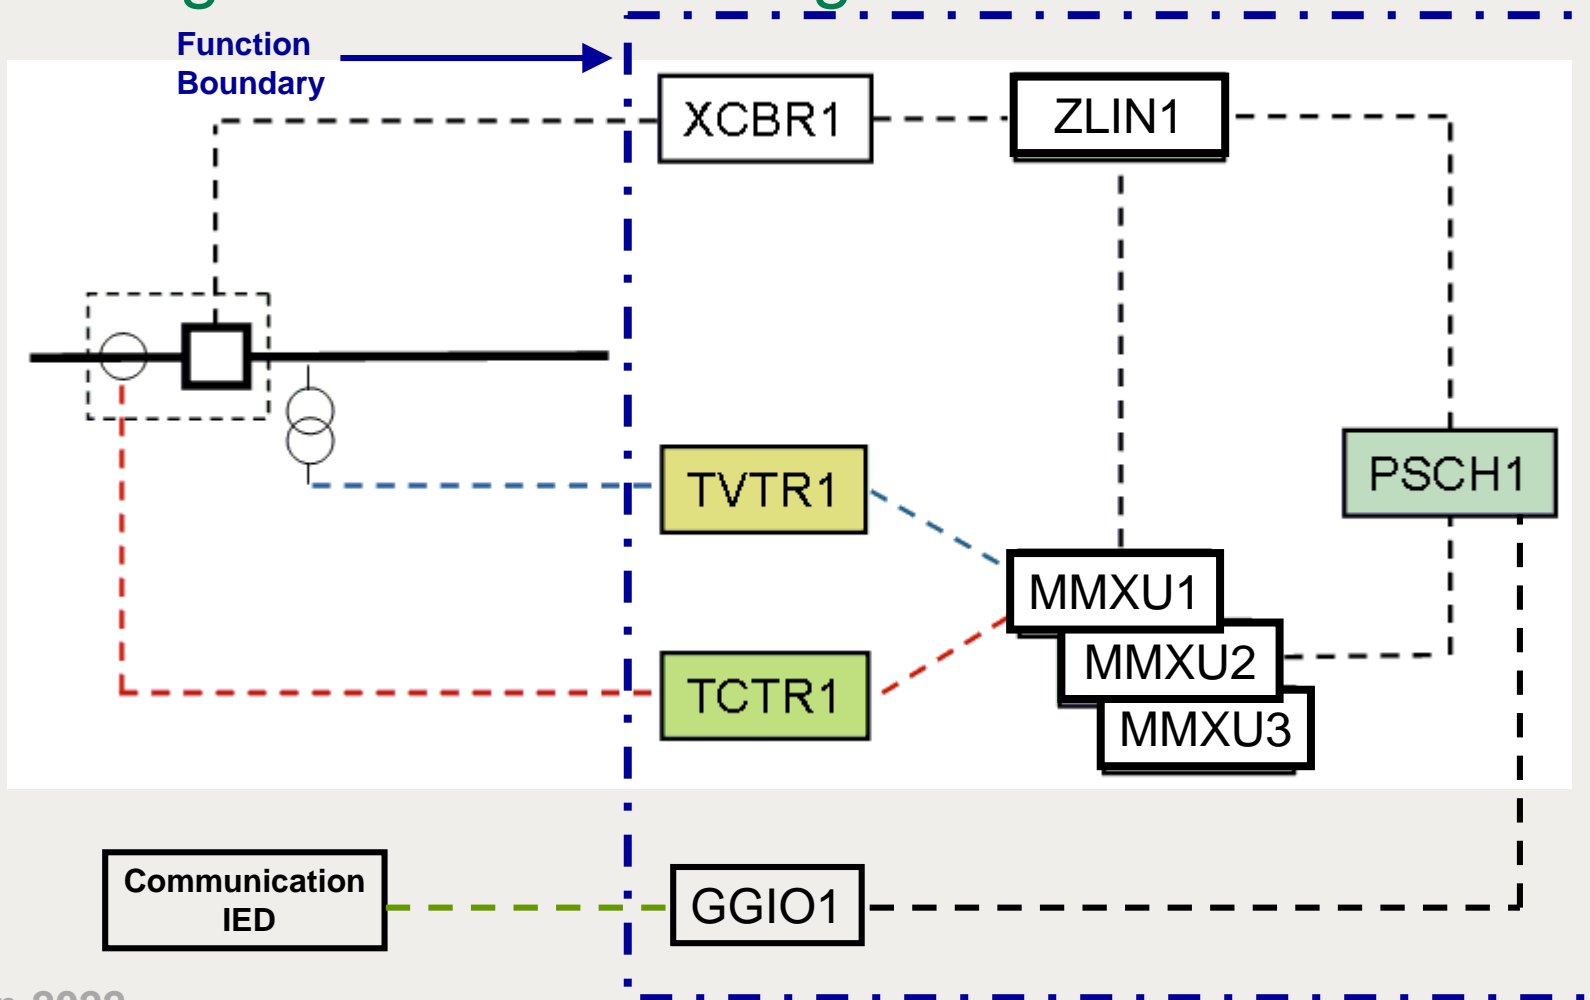 Function
Boundary
XCBR1
ZLIN1
TVTR1
PSCH1
MMXU1
MMXU2
TCTR1
MMXU3
Communication
IED
GGIO1